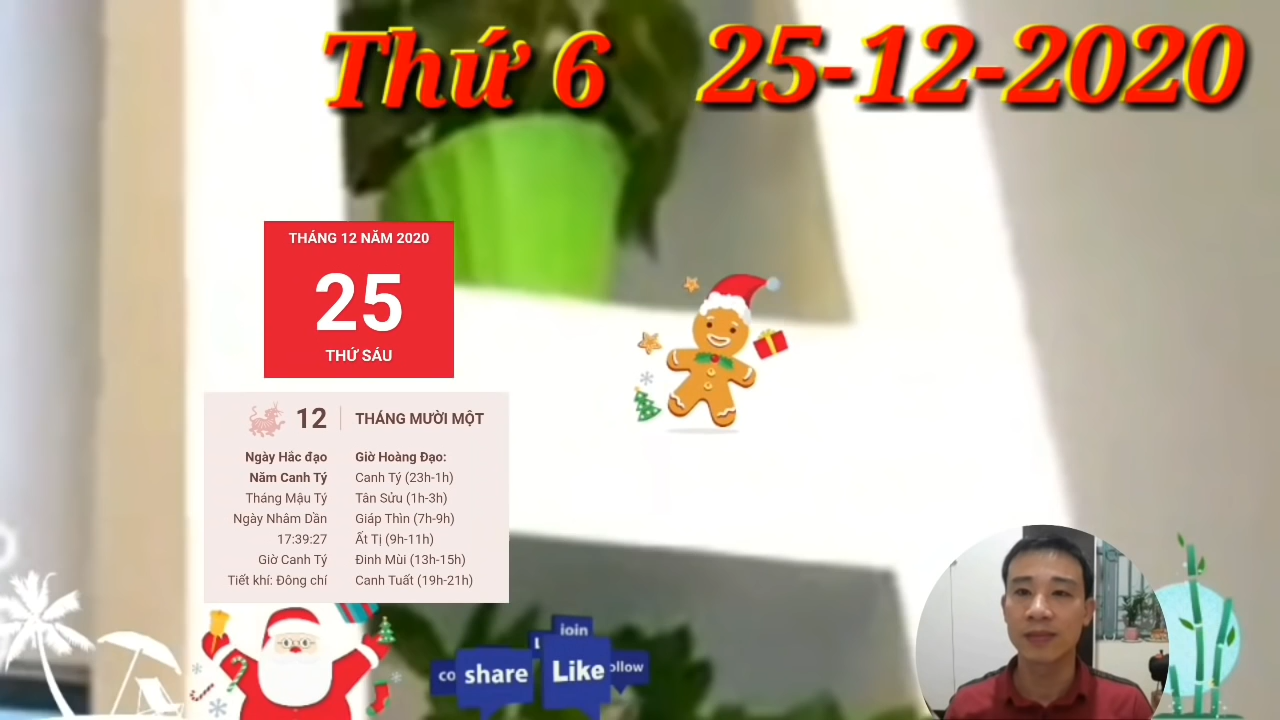 Thứ 6 25-12-2020
THÁNG 12 NĂM 2020
25
THỨ SÁU
12 THÁNG MƯỜI MỘT
Ngày Hắc đạo Giờ Hoàng Đạo:
Năm Canh Tý Canh Tý (23h-1h)
Tháng Mậu Tý Tân Sửu (1h-3h)
Ngày Nhâm Dần Giáp Thìn (7h-9h)
17:39:27 Ất Tị (9h-11h)
Giờ Canh Tý Đinh Mùi (13h-15h)
Tiết khí: Đông chí Canh Tuất (19h-21h)
join
share Like